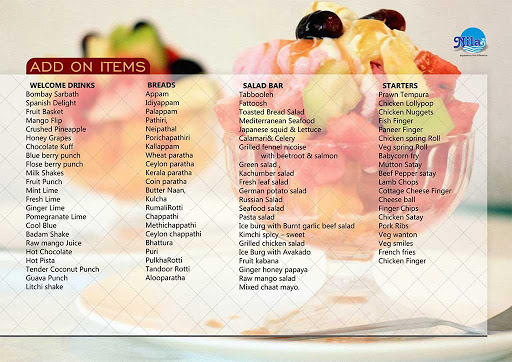 Nila
ADD ON ITEMS
WELCOME DRINKS
Bombay Sarbath
Spanish Delight
Fruit Basket
Mango Flip
Crushed Pineapple
Honey Grapes
Chocolate Kuff
Blue berry punch
Flose berry punch
Milk Shakes
Fruit Punch
Mint Lime
Fresh Lime
Ginger Lime
Pomegranate Lime
Cool Blue
Badam Shake
Raw mango Juice
Hot Chocolate
Hot Pista
Tender Coconut Punch
Guava Punch
Litchi shake
BREADS
Appam
Idiyappam
Palappam
Pathiri,
Neipathal
Porichapathiri
Kallappam
Wheat paratha
Ceylon paratha
Kerala paratha
Coin paratha
Butter Naan,
Kulcha
RumaliRotti
Chappathi
Methichappathi
Ceylon chappathi
Bhattura
Puri
PulkhaRotti
Tandoor Rotti
Alooparatha
SALAD BAR
Tabbooleh
Fattoosh
Toasted Bread Salad
Mediterranean Seafood
Japanese squid & Lettuce
Calamari& Celery
Grilled fennel nicoise
with beetroot & salmon
Green salad
Kachumber salad
Fresh leaf salad
German potato salad
Russian Salad
Seafood salad
Pasta salad
Ice burg with Burnt garlic beef salad
Kimchi spicy – sweet
Grilled chicken salad
Ice Burg with Avakado
Fruit kabana
Ginger honey papaya
Raw mango salad
Mixed chaat mayo.
STARTERS
Prawn Tempura
Chicken Lollypop
Chicken Nuggets
Fish Finger
Paneer Finger
Chicken spring Roll
Veg spring Roll
Babycorn fry
Mutton Satay
Beef Pepper satay
Lamb Chops
Cottage Cheese Finger
Cheese ball
Finger Chios
Chicken Satay
Pork Ribs
Veg wanton
Veg smiles
French fries
Chicken Finger